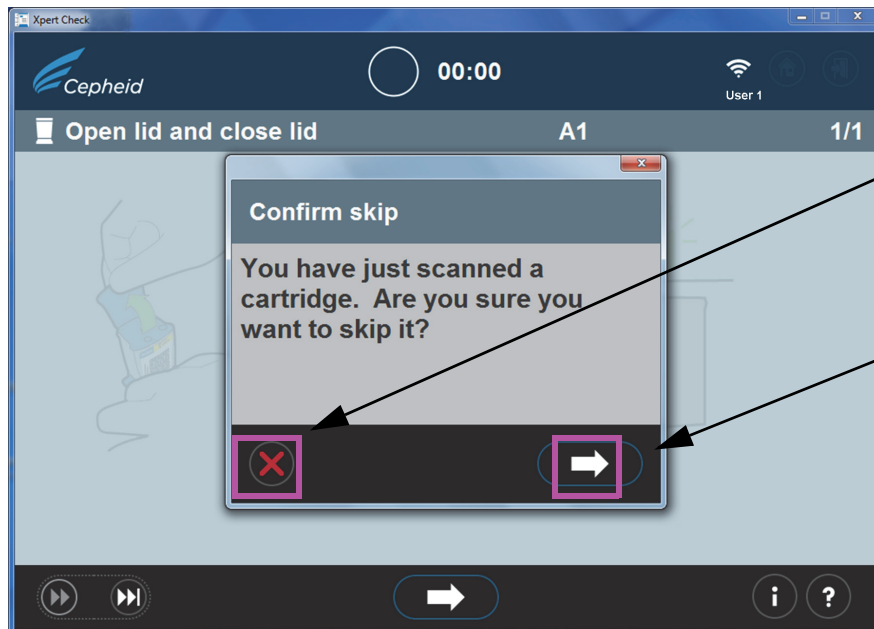 Xpert Check
Cepheid
00:00
User 1
Open lid and close lid
A1
1/1
Confirm skip
You have just scanned a
cartridge. Are you sure you
want to skip it?
i
?